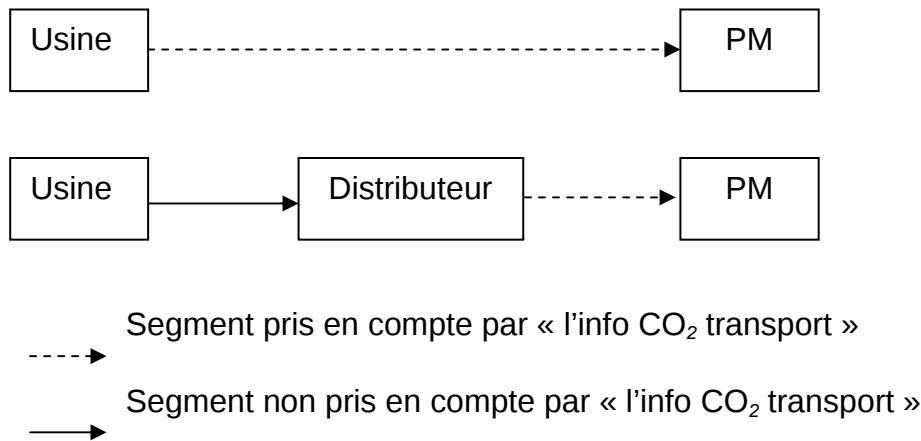 Usine PM
Usine Distributeur PM
Segment pris en compte par « l’info CO₂ transport »
Segment non pris en compte par « l’info CO₂ transport »